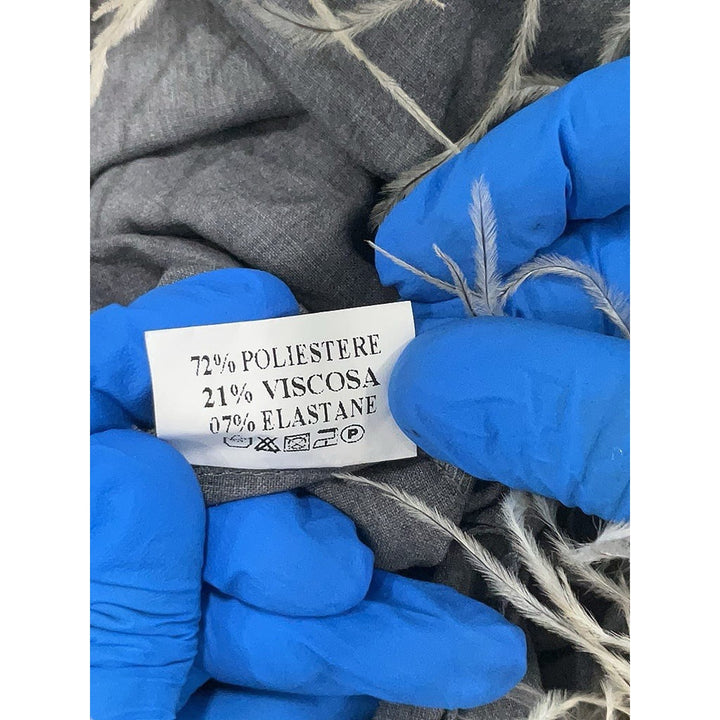 72% POLIESTERE
21% VISCOSA
07% ELASTANE
P